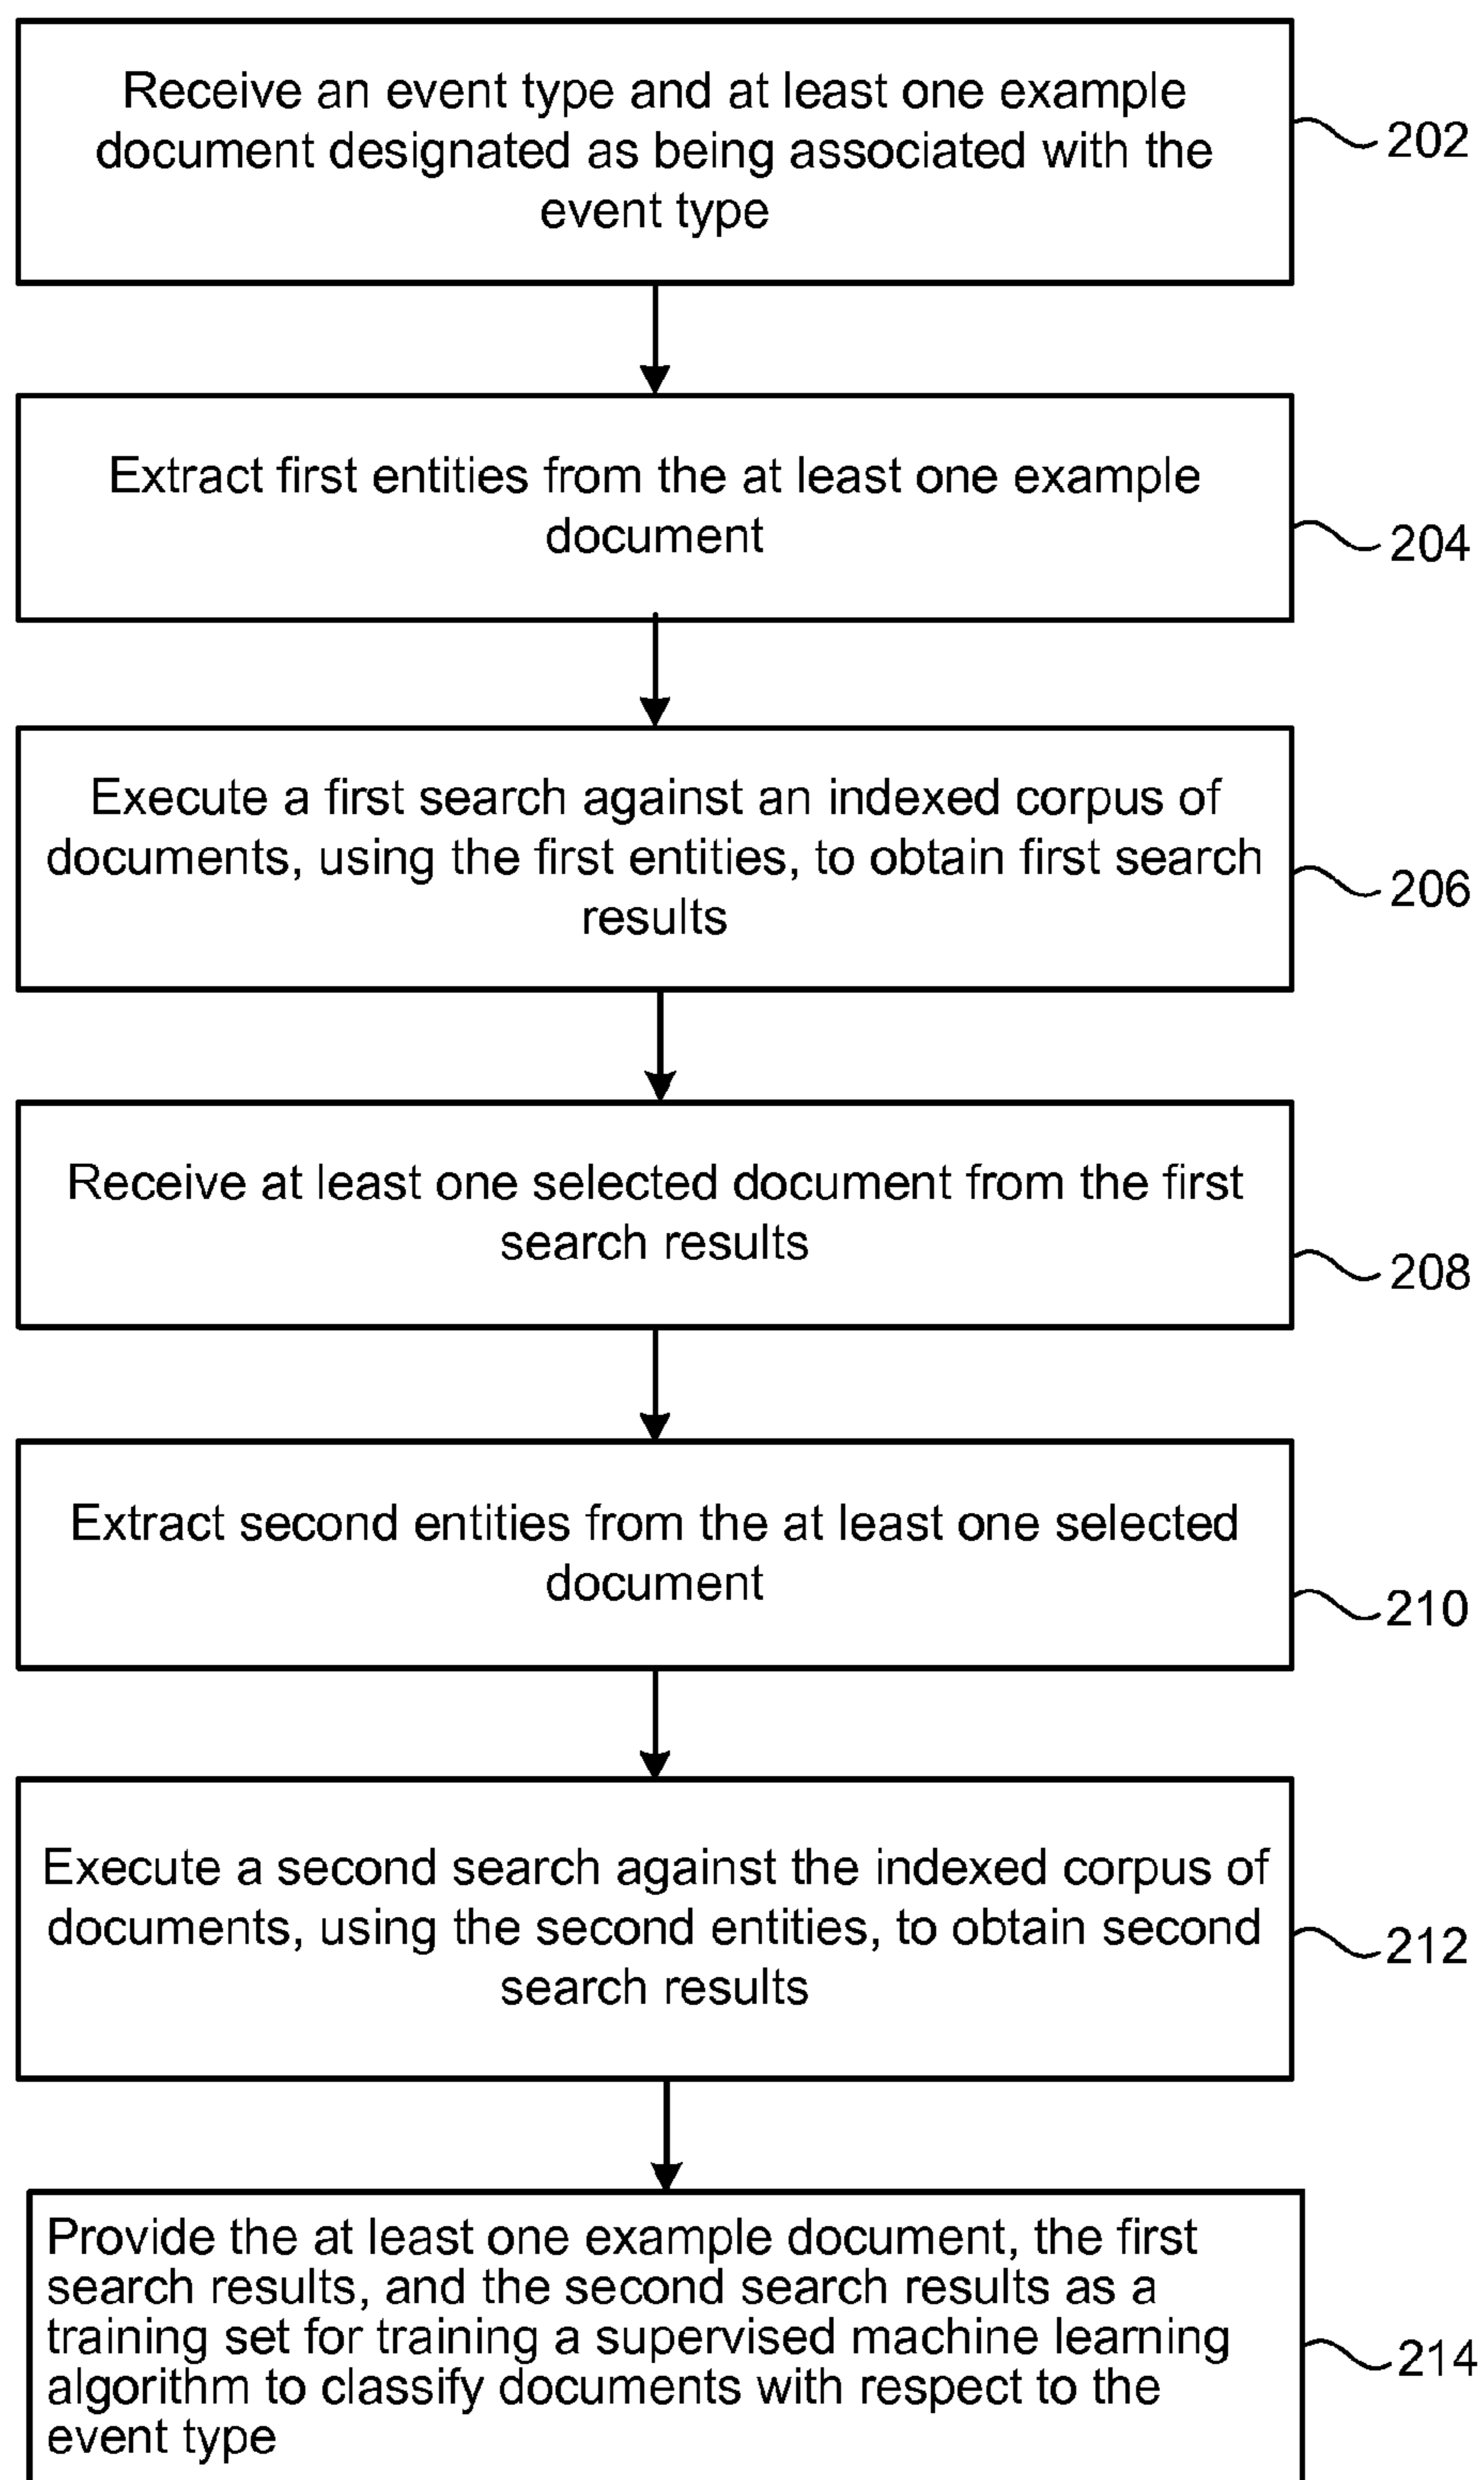 Receive an event type and at least one example
document designated as being associated with the
event type
202
Extract first entities from the at least one example
document
204
Execute a first search against an indexed corpus of
documents, using the first entities, to obtain first search
results
206
Receive at least one selected document from the first
search results
208
Extract second entities from the at least one selected
document
210
Execute a second search against the indexed corpus of
documents, using the second entities, to obtain second
search results
212
Provide the at least one example document, the first
search results, and the second search results as a
training set for training a supervised machine learning
algorithm to classify documents with respect to the
event type
214